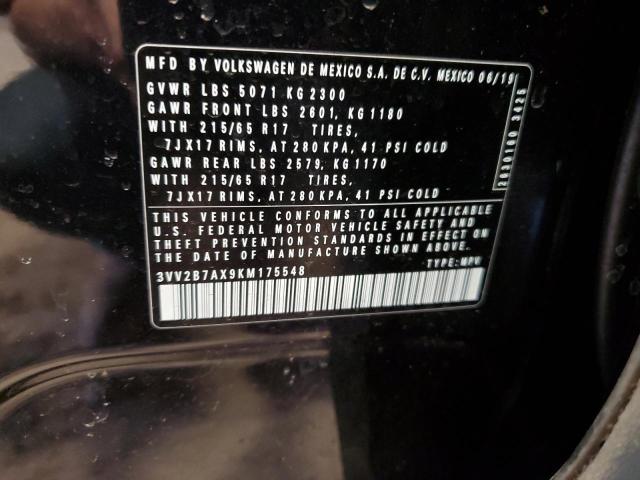 MFD BY VOLKSWAGEN DE MEXICO S.A. DE C.V. MEXICO 06/19
GVWR LBS 5071 KG 2300
GAWR FRONT LBS 2601, KG 1180
WITH 215/65 R17 TIRES,
7JX17 RIMS, AT 280 KPA, 41 PSI COLD
GAWR REAR LBS 2579, KG 1170
WITH 215/65 R17 TIRES,
7JX17 RIMS, AT 280 KPA, 41 PSI COLD
THIS VEHICLE CONFORMS TO ALL APPLICABLE
U.S. FEDERAL MOTOR VEHICLE SAFETY AND
THEFT PREVENTION STANDARDS IN EFFECT ON
THE DATE OF MANUFACTURE SHOWN ABOVE.
3VV2B7AX9KM175548 TYPE: MPV
2030160 3425